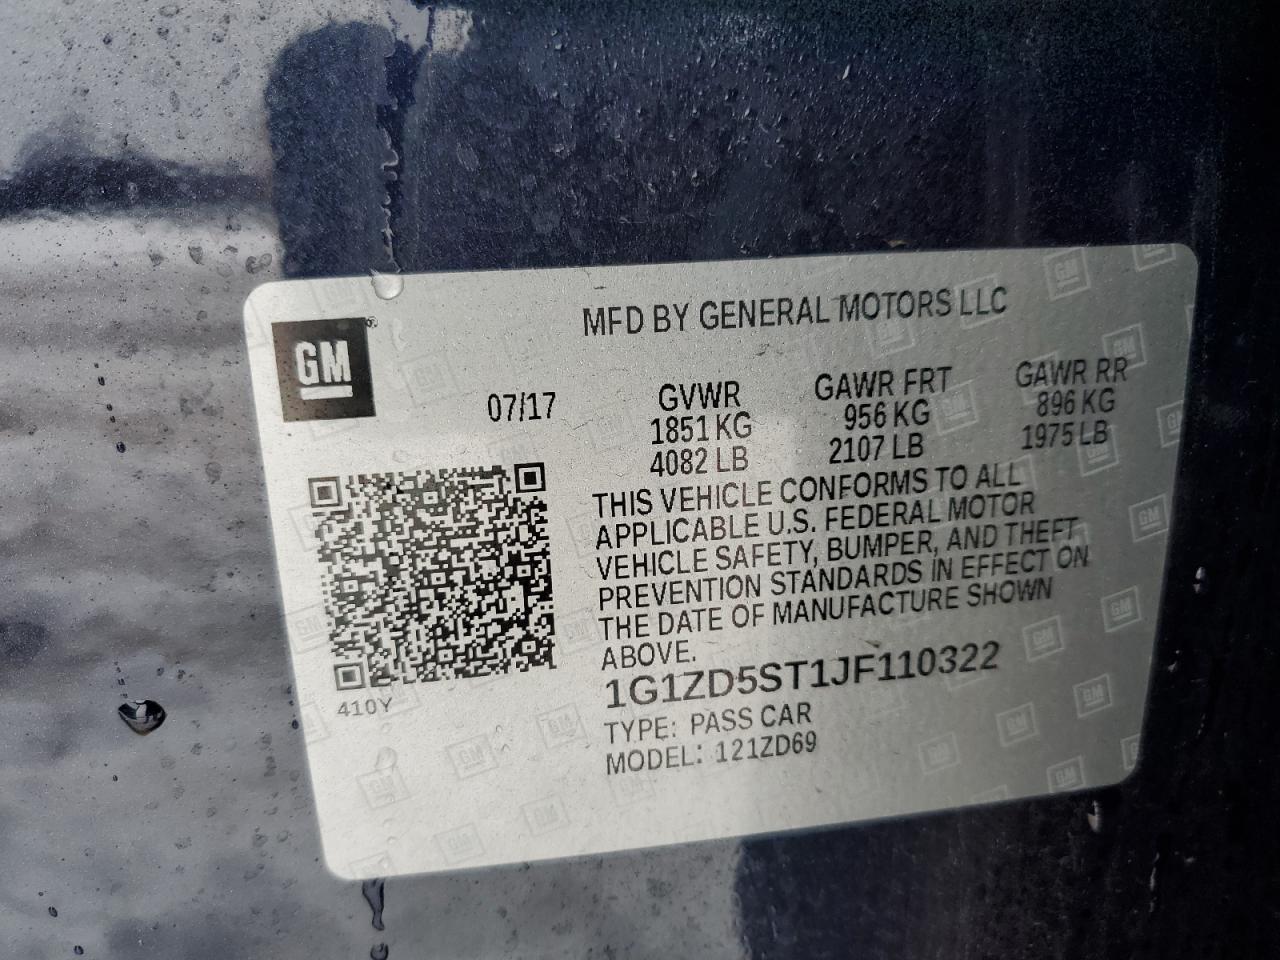 MFD BY GENERAL MOTORS LLC
GM®
07/17
GVWR
1851 KG
4082 LB
GAWR FRT
956 KG
2107 LB
GAWR RR
896 KG
1975 LB
THIS VEHICLE CONFORMS TO ALL
APPLICABLE U.S. FEDERAL MOTOR
VEHICLE SAFETY, BUMPER, AND THEFT
PREVENTION STANDARDS IN EFFECT ON
THE DATE OF MANUFACTURE SHOWN
ABOVE.
1G1ZD5ST1JF110322
TYPE: PASS CAR
MODEL: 121ZD69
410Y